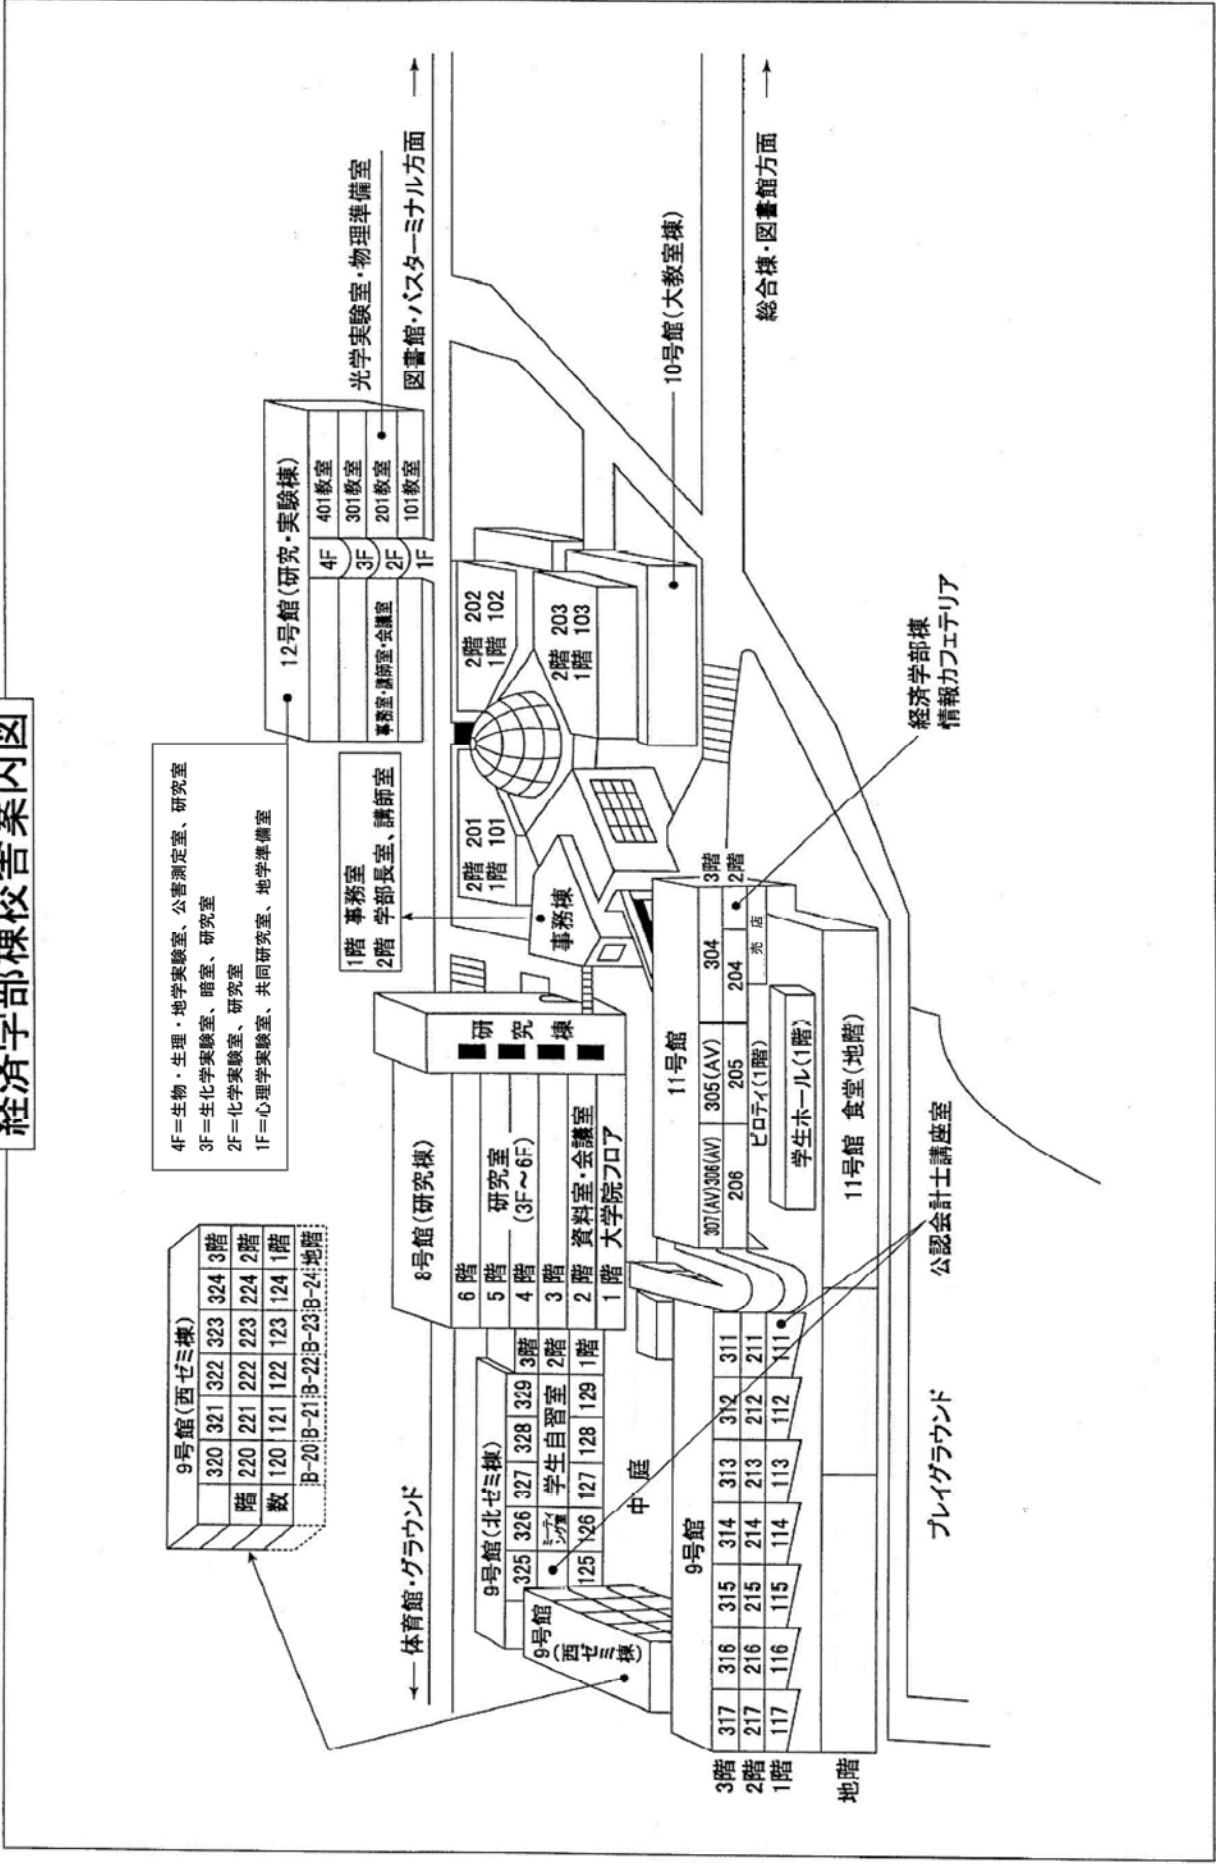 経済学部棟校舎案内図
9号館(西ゼミ棟)
320 321 322 323 324 3階
階 220 221 222 223 224 2階
数 120 121 122 123 124 1階
B-20 B-21 B-22 B-23 B-24 地階
4F=生物・生理・地学実験室、公害測定室、研究室
3F=生化学実験室、暗室、研究室
2F=化学実験室、研究室
1F=心理学実験室、共同研究室、地学準備室
12号館(研究・実験棟)
4F 401教室
3F 301教室
事務室・講師室・会議室 2F 201教室
1F 101教室
光学実験室・物理準備室
1階 事務室
2階 学部長室、講師室
← 体育館・グラウンド
図書館・バスターミナル方面 →
8号館(研究棟)
6階
5階 研究室
4階 (3F~6F)
3階
2階 資料室・会議室
1階 大学院フロア
研究棟
9号館(北ゼミ棟)
325 326 327 328 329 3階
ミーティング室 学生自習室 2階
125 126 127 128 129 1階
9号館
(西ゼミ棟)
中庭
事務棟
2階 201
1階 101
2階 202
1階 102
2階 203
1階 103
10号館(大教室棟)
11号館
307(AV) 306(AV) 305(AV) 304 3階
206 205 204 2階
ピロティ(1階) 売店
学生ホール(1階)
11号館 食堂(地階)
9号館
3階 317 316 315 314 313 312 311
2階 217 216 215 214 213 212 211
1階 117 116 115 114 113 112 111
地階
経済学部棟
情報カフェテリア
公認会計士講座室
プレイグラウンド
総合棟・図書館方面 →